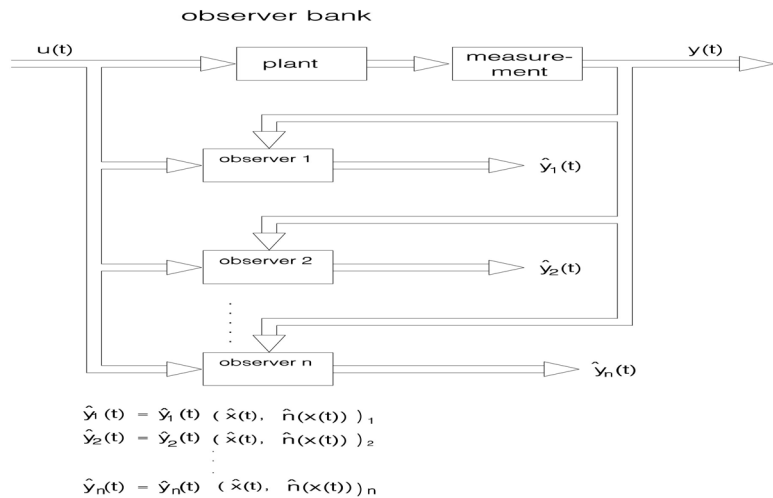 observer bank
u(t)
plant
measure-
ment
y(t)
observer 1
ŷ₁(t)
observer 2
ŷ₂(t)
observer n
ŷn(t)
ŷ₁(t) = ŷ₁(t) (x̂(t), n̂(x(t)))₁
ŷ₂(t) = ŷ₂(t) (x̂(t), n̂(x(t)))₂
ŷn(t) = ŷn(t) (x̂(t), n̂(x(t)))n